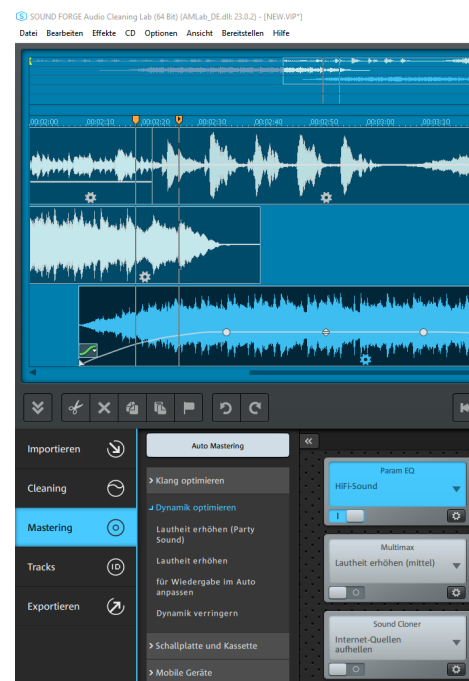 SOUND FORGE Audio Cleaning Lab (64 Bit) (AMLab_DE.dll: 23.0.2) - [NEW.VIP*]
Datei Bearbeiten Effekte CD Optionen Ansicht Bereitstellen Hilfe
00:02:00 00:02:10 00:02:20 00:02:30 00:02:40 00:02:50 00:03:00 00:03:10
Auto Mastering
Importieren
Cleaning
Mastering
Tracks
ID
Exportieren
Klang optimieren
Dynamik optimieren
Lautheit erhöhen (Party
Sound)
Lautheit erhöhen
für Wiedergabe im Auto
anpassen
Dynamik verringern
Schallplatte und Kassette
Mobile Geräte
Param EQ
HiFi-Sound
Multimax
Lautheit erhöhen (mittel)
Sound Cloner
Internet-Quellen
aufhellen